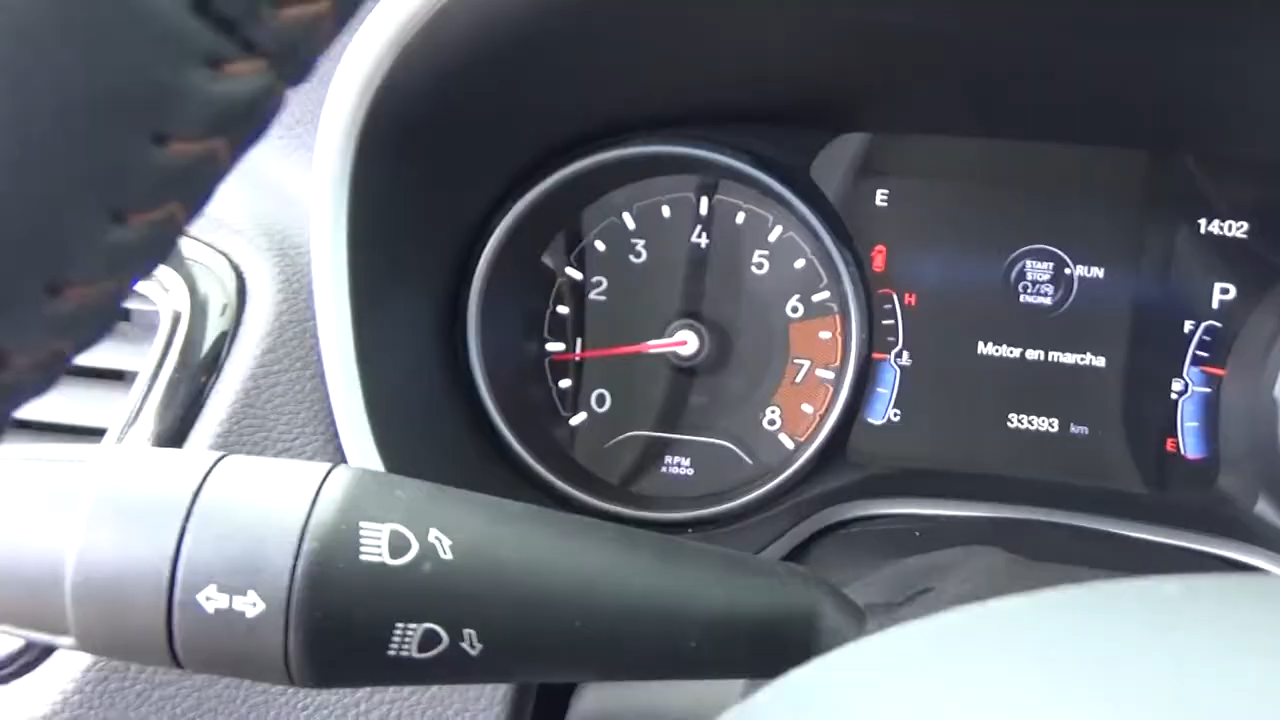 0
1
2
3
4
5
6
7
8
RPM
X1000
E
H
C
START
STOP
ENGINE
RUN
Motor en marcha
33393 km
14:02
P
F
E